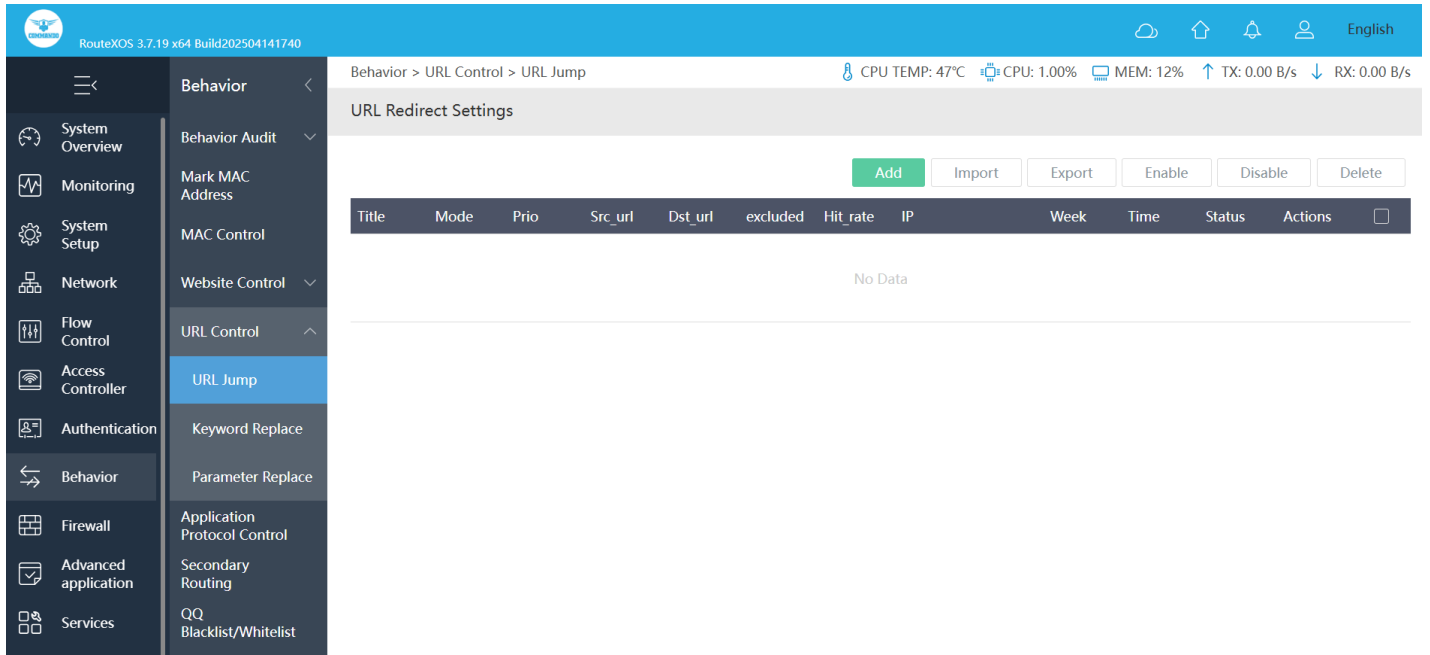 COMMANDO
RouteXOS 3.7.19 x64 Build202504141740
English
Behavior
Behavior > URL Control > URL Jump
CPU TEMP: 47℃ CPU: 1.00% MEM: 12% TX: 0.00 B/s RX: 0.00 B/s
URL Redirect Settings
System
Overview
Monitoring
System
Setup
Network
Flow
Control
Access
Controller
Authentication
Behavior
Firewall
Advanced
application
Services
Behavior Audit
Mark MAC
Address
MAC Control
Website Control
URL Control
URL Jump
Keyword Replace
Parameter Replace
Application
Protocol Control
Secondary
Routing
QQ
Blacklist/Whitelist
Add Import Export Enable Disable Delete
Title Mode Prio Src_url Dst_url excluded Hit_rate IP Week Time Status Actions
No Data